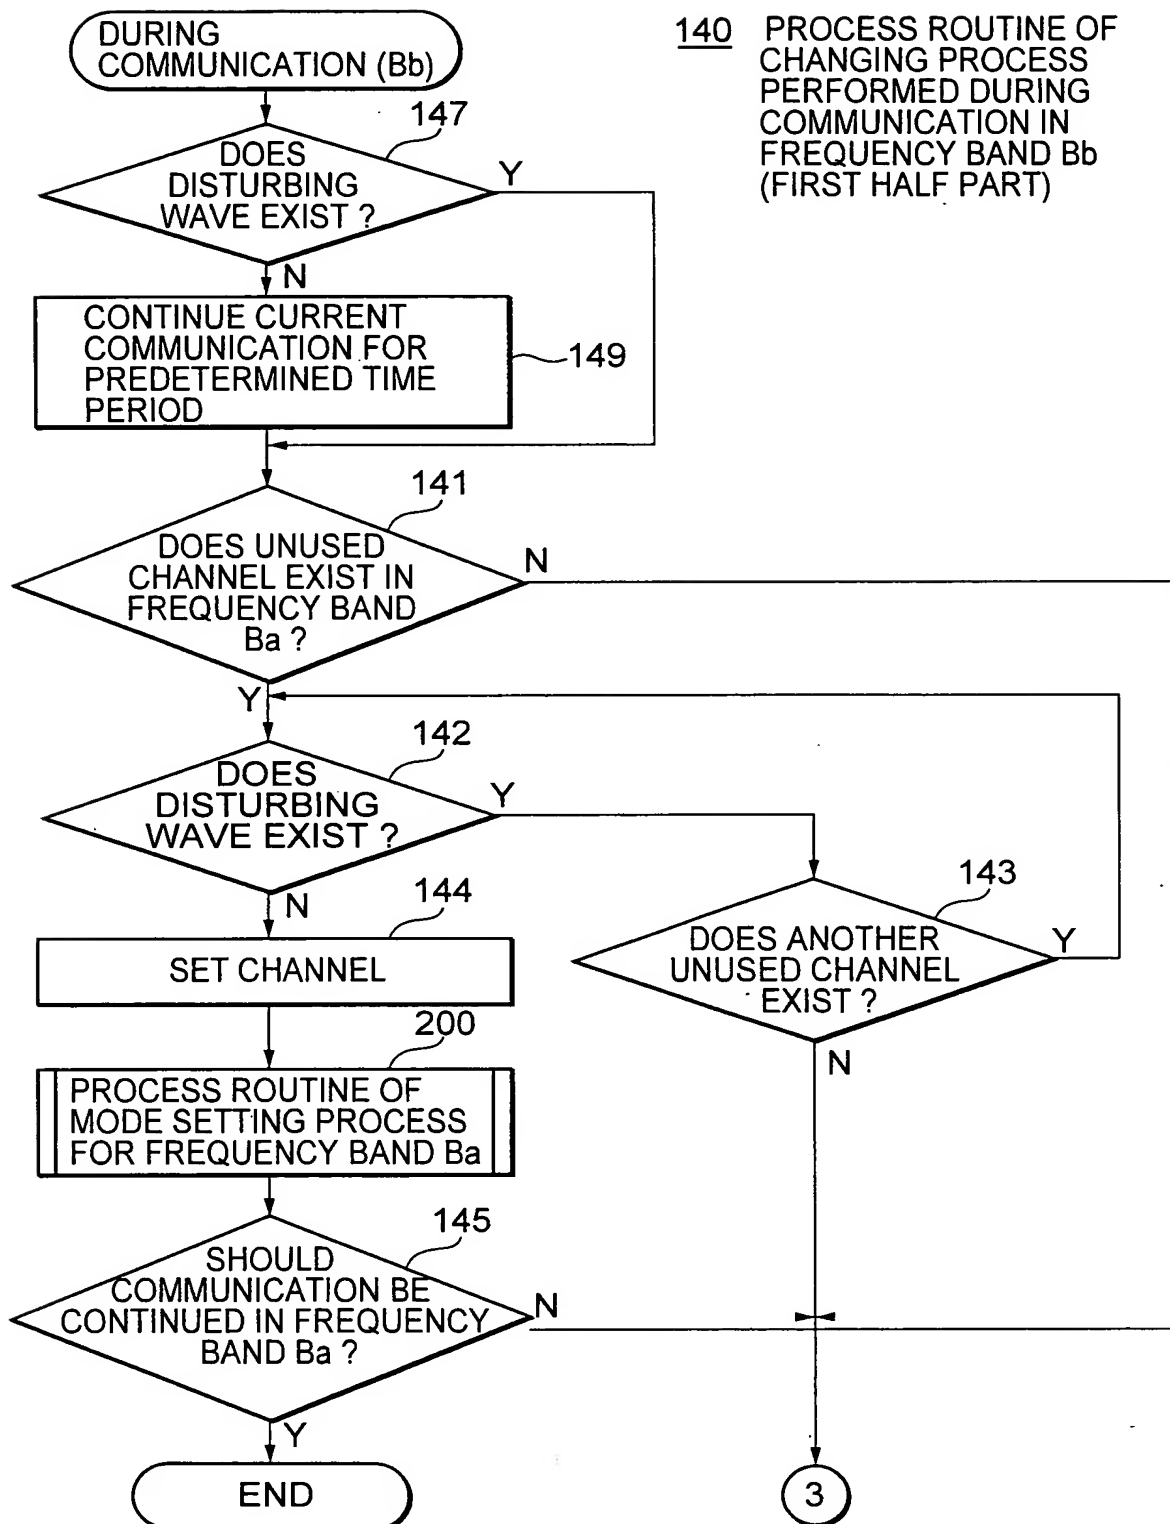 140 PROCESS ROUTINE OF
CHANGING PROCESS
PERFORMED DURING
COMMUNICATION IN
FREQUENCY BAND Bb
(FIRST HALF PART)
DURING
COMMUNICATION (Bb)
147
DOES
DISTURBING
WAVE EXIST ?
Y
N
CONTINUE CURRENT
COMMUNICATION FOR
PREDETERMINED TIME
PERIOD
149
141
DOES UNUSED
CHANNEL EXIST IN
FREQUENCY BAND
Ba ?
N
Y
142
DOES
DISTURBING
WAVE EXIST ?
Y
N
143
DOES ANOTHER
UNUSED CHANNEL
EXIST ?
Y
N
144
SET CHANNEL
200
PROCESS ROUTINE OF
MODE SETTING PROCESS
FOR FREQUENCY BAND Ba
145
SHOULD
COMMUNICATION BE
CONTINUED IN FREQUENCY
BAND Ba ?
N
Y
END
3